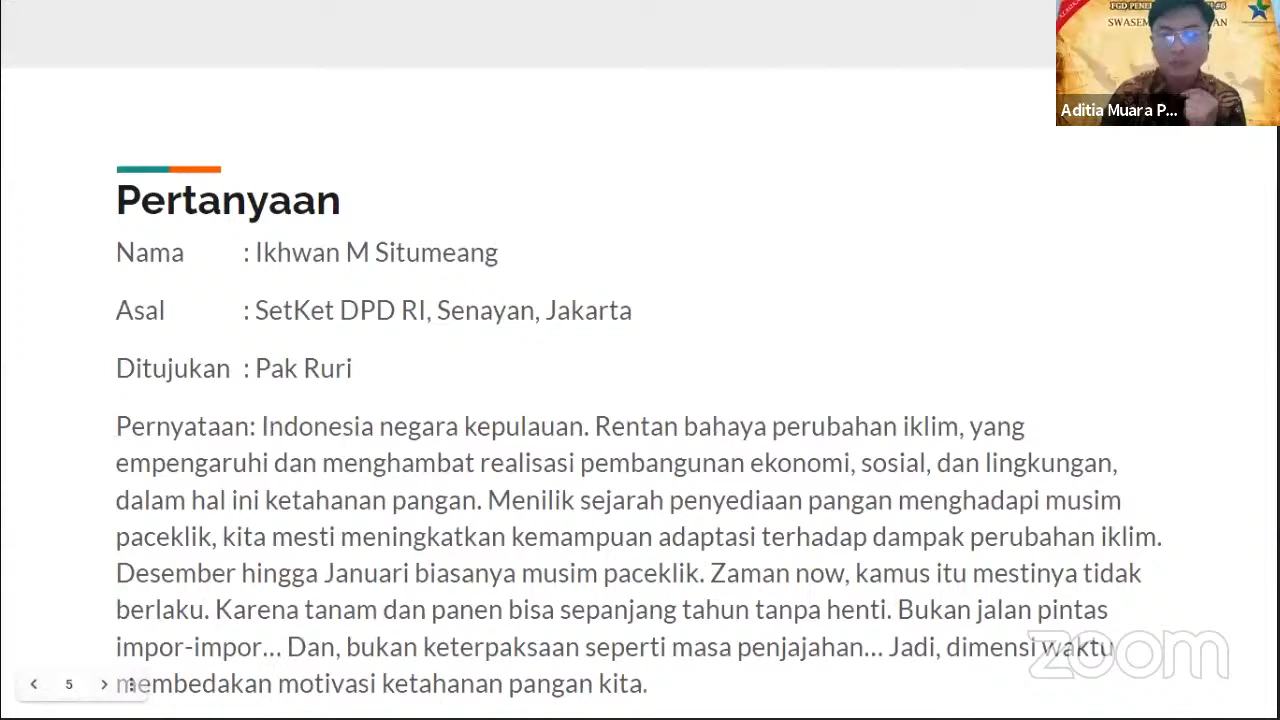 SWASEM
AN
Aditia Muara P...
Pertanyaan
Nama : Ikhwan M Situmeang
Asal : SetKet DPD RI, Senayan, Jakarta
Ditujukan : Pak Ruri
Pernyataan: Indonesia negara kepulauan. Rentan bahaya perubahan iklim, yang
empengaruhi dan menghambat realisasi pembangunan ekonomi, sosial, dan lingkungan,
dalam hal ini ketahanan pangan. Menilik sejarah penyediaan pangan menghadapi musim
paceklik, kita mesti meningkatkan kemampuan adaptasi terhadap dampak perubahan iklim.
Desember hingga Januari biasanya musim paceklik. Zaman now, kamus itu mestinya tidak
berlaku. Karena tanam dan panen bisa sepanjang tahun tanpa henti. Bukan jalan pintas
impor-impor... Dan, bukan keterpaksaan seperti masa penjajahan... Jadi, dimensi waktu
membedakan motivasi ketahanan pangan kita.
zoom
5